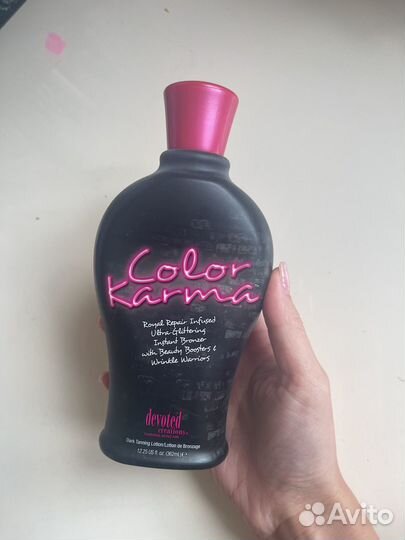 Color
Karma
Royal Repair Infused
Ultra Glittering
Instant Bronzer
with Beauty Boosters &
Wrinkle Warriors
devoted
creations
Dark Tanning Lotion/Lotion de Bronzage
12.25 US fl. oz. (362ml) e
Avito